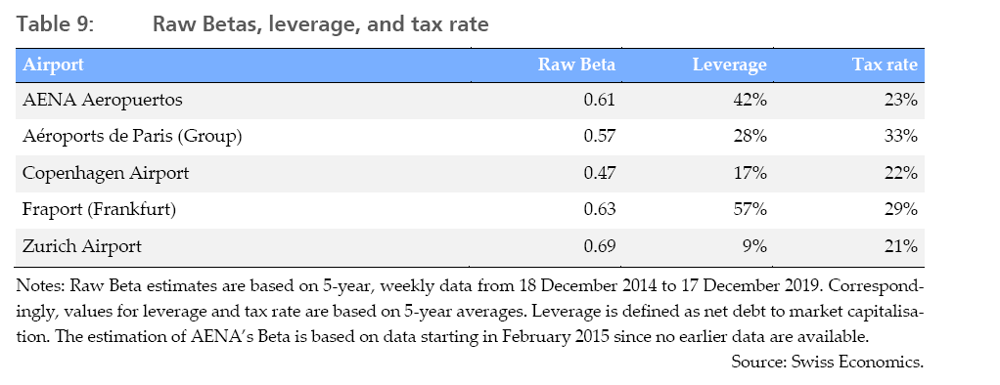 Table 9: Raw Betas, leverage, and tax rate
Airport Raw Beta Leverage Tax rate
AENA Aeropuertos 0.61 42% 23%
Aéroports de Paris (Group) 0.57 28% 33%
Copenhagen Airport 0.47 17% 22%
Fraport (Frankfurt) 0.63 57% 29%
Zurich Airport 0.69 9% 21%
Notes: Raw Beta estimates are based on 5-year, weekly data from 18 December 2014 to 17 December 2019. Correspond-
ingly, values for leverage and tax rate are based on 5-year averages. Leverage is defined as net debt to market capitalisa-
tion. The estimation of AENA's Beta is based on data starting in February 2015 since no earlier data are available.
Source: Swiss Economics.